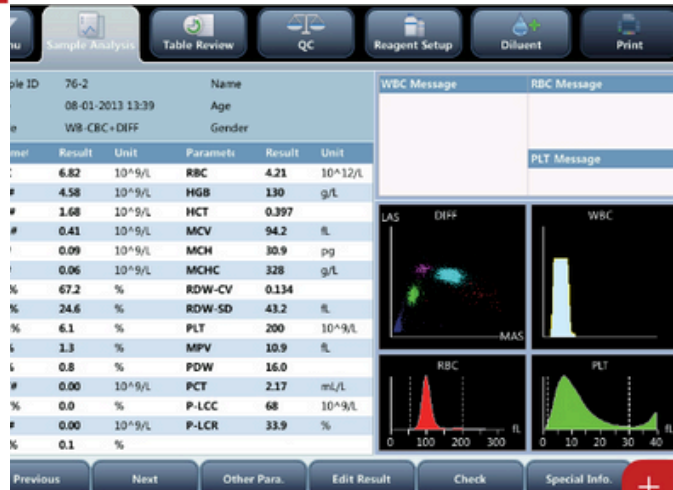 nu
Sample Analysis
Table Review
QC
Reagent Setup
Diluent
Print
ple ID 76-2 Name
08-01-2013 13:39 Age
e WB-CBC+DIFF Gender
Result Unit Paramete Result Unit
6.82 10^9/L RBC 4.21 10^12/L
# 4.58 10^9/L HGB 130 g/L
# 1.68 10^9/L HCT 0.397
# 0.41 10^9/L MCV 94.2 fL
0.09 10^9/L MCH 30.9 pg
0.06 10^9/L MCHC 328 g/L
% 67.2 % RDW-CV 0.134
% 24.6 % RDW-SD 43.2 fL
% 6.1 % PLT 200 10^9/L
1.3 % MPV 10.9 fL
0.8 % PDW 16.0
# 0.00 10^9/L PCT 2.17 mL/L
% 0.0 % P-LCC 68 10^9/L
# 0.00 10^9/L P-LCR 33.9 %
% 0.1 %
WBC Message
RBC Message
PLT Message
LAS DIFF
MAS
WBC
RBC
fL
0 100 200 300
PLT
fL
0 10 20 30 40
Previous
Next
Other Para.
Edit Result
Check
Special Info.
+